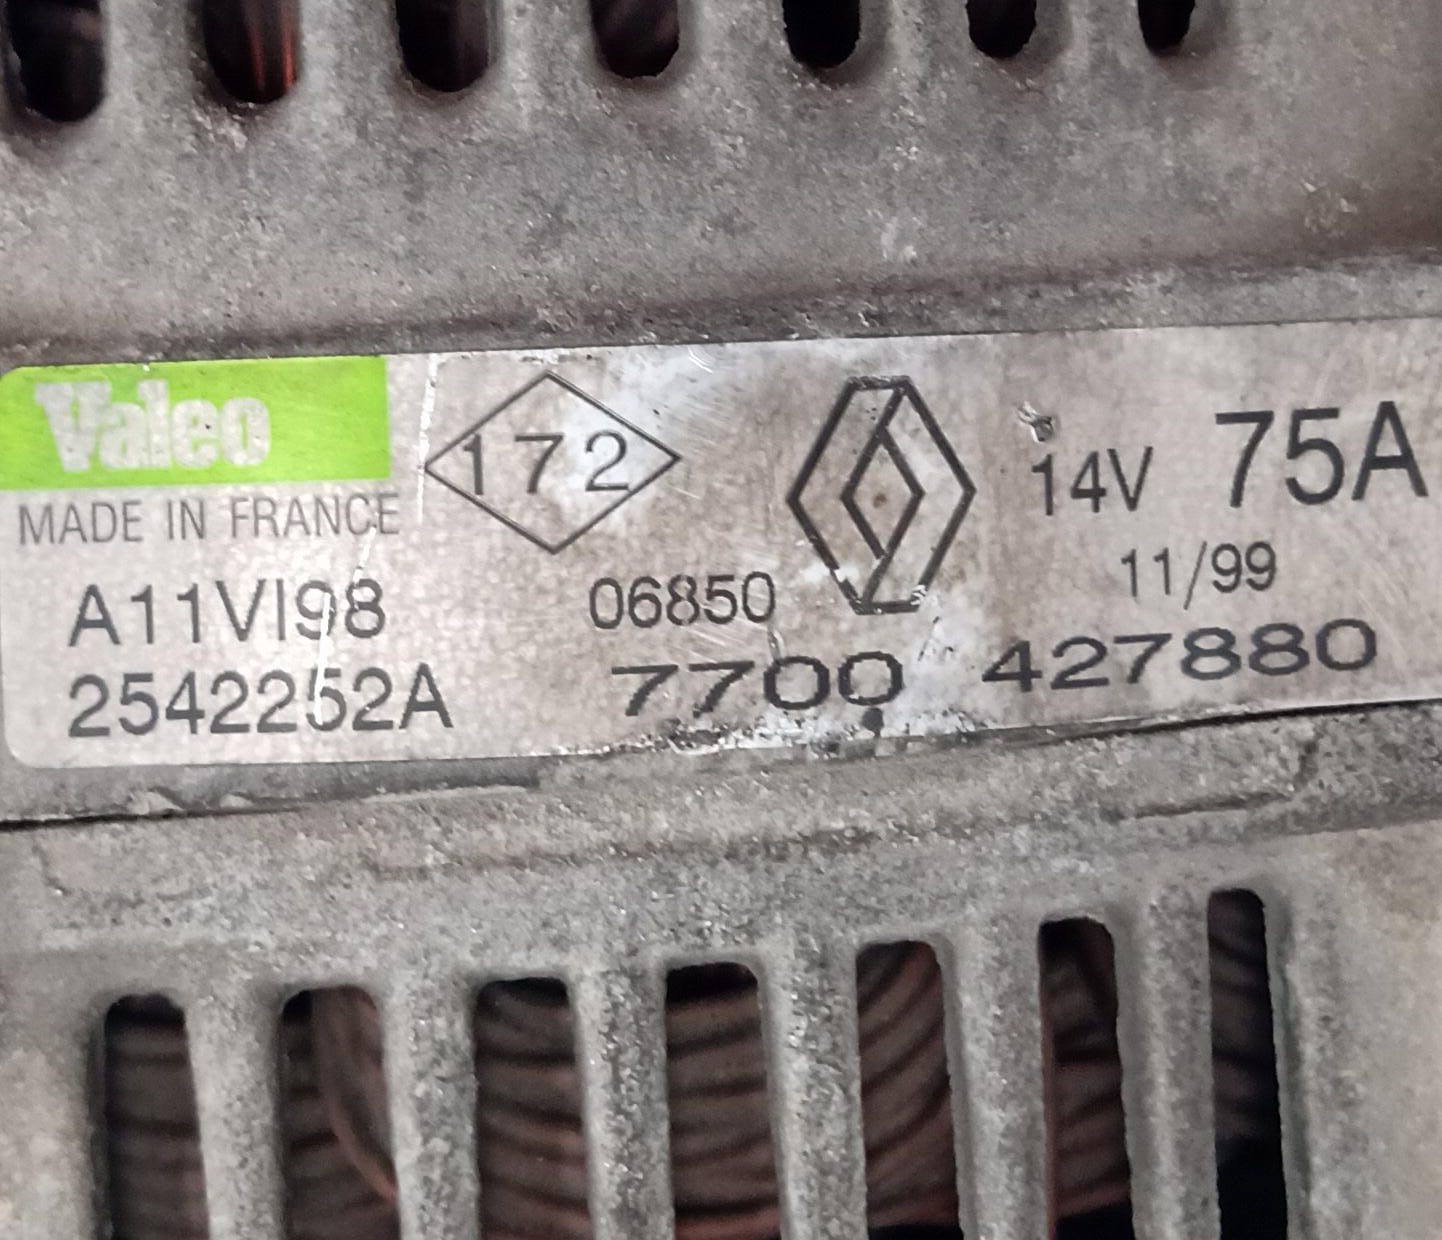 Valeo
MADE IN FRANCE
172
14V 75A
11/99
A11VI98
06850
2542252A
7700 427880